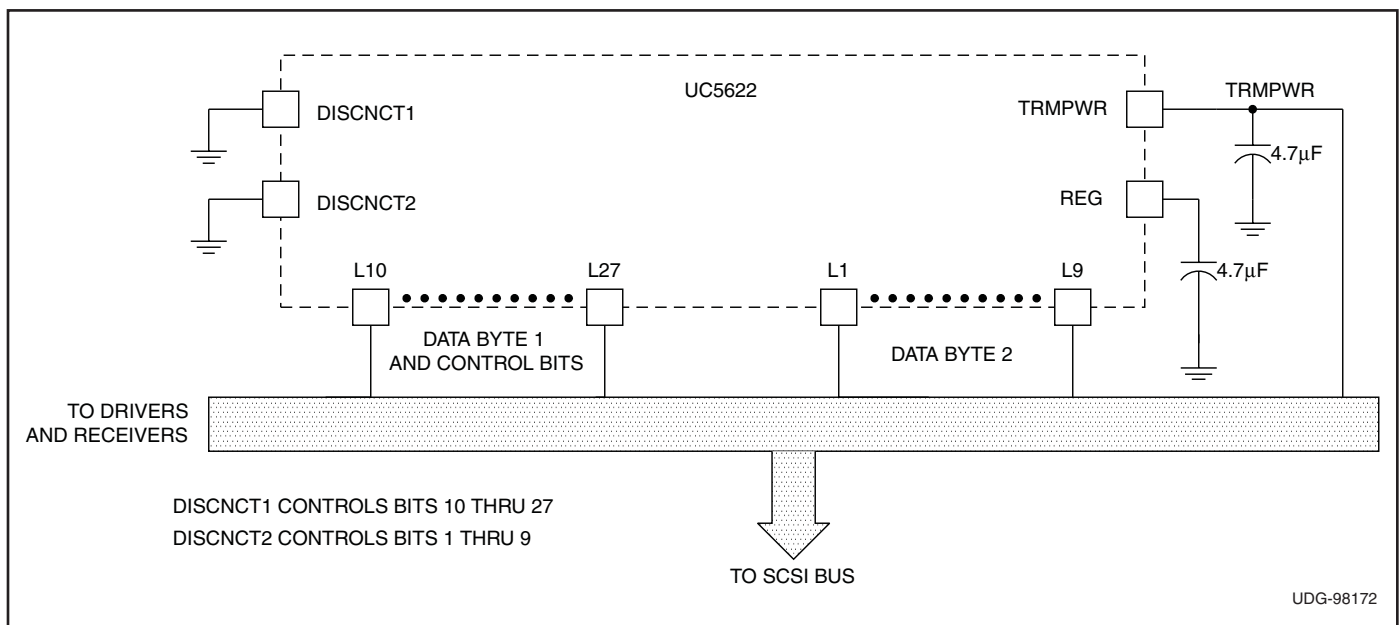 UC5622
DISCNCT1
TRMPWR
TRMPWR
4.7µF
DISCNCT2
REG
4.7µF
L10
L27
L1
L9
DATA BYTE 1
AND CONTROL BITS
DATA BYTE 2
TO DRIVERS
AND RECEIVERS
DISCNCT1 CONTROLS BITS 10 THRU 27
DISCNCT2 CONTROLS BITS 1 THRU 9
TO SCSI BUS
UDG-98172